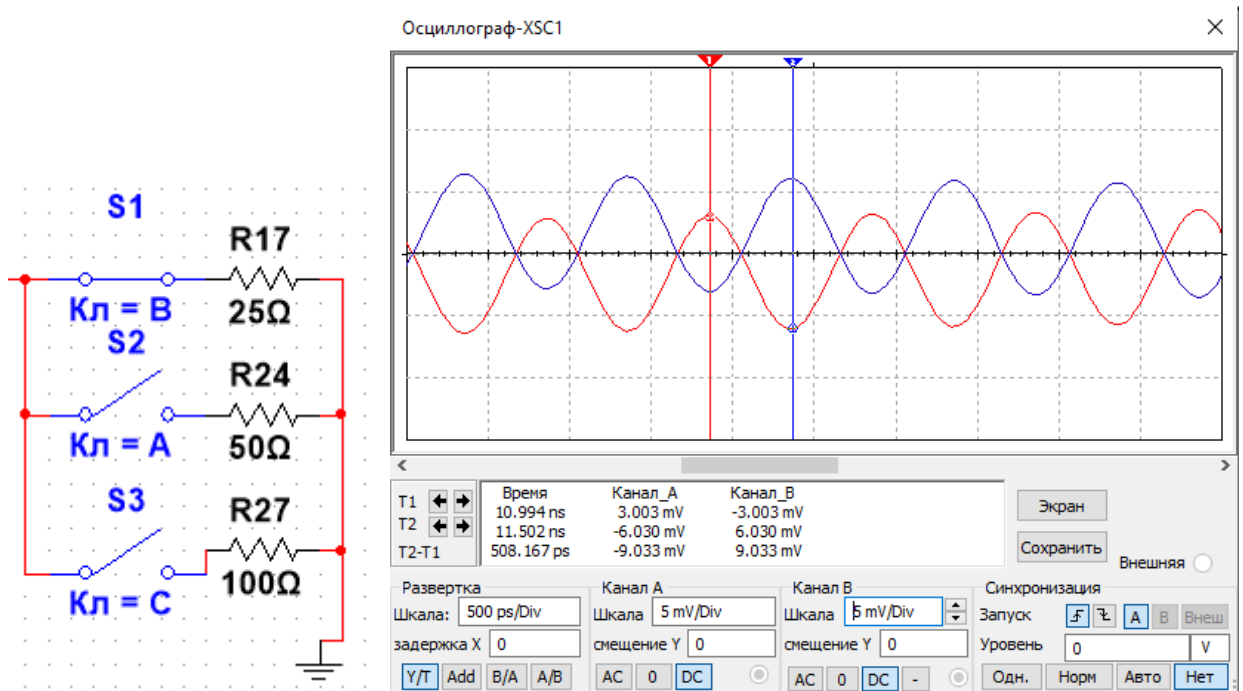 S1
R17
Кл = B
25Ω
S2
R24
Кл = A
50Ω
S3
R27
Кл = C
100Ω
Осциллограф-XSC1
1
2
Время Канал_A Канал_B
T1 10.994 ns 3.003 mV -3.003 mV
T2 11.502 ns -6.030 mV 6.030 mV
T2-T1 508.167 ps -9.033 mV 9.033 mV
Экран
Сохранить
Внешняя
Развертка
Шкала: 500 ps/Div
задержка X 0
Y/T Add B/A A/B
Канал A
Шкала 5 mV/Div
смещение Y 0
AC 0 DC
Канал B
Шкала 5 mV/Div
смещение Y 0
AC 0 DC -
Синхронизация
Запуск A B Внеш
Уровень 0 V
Одн. Норм Авто Нет